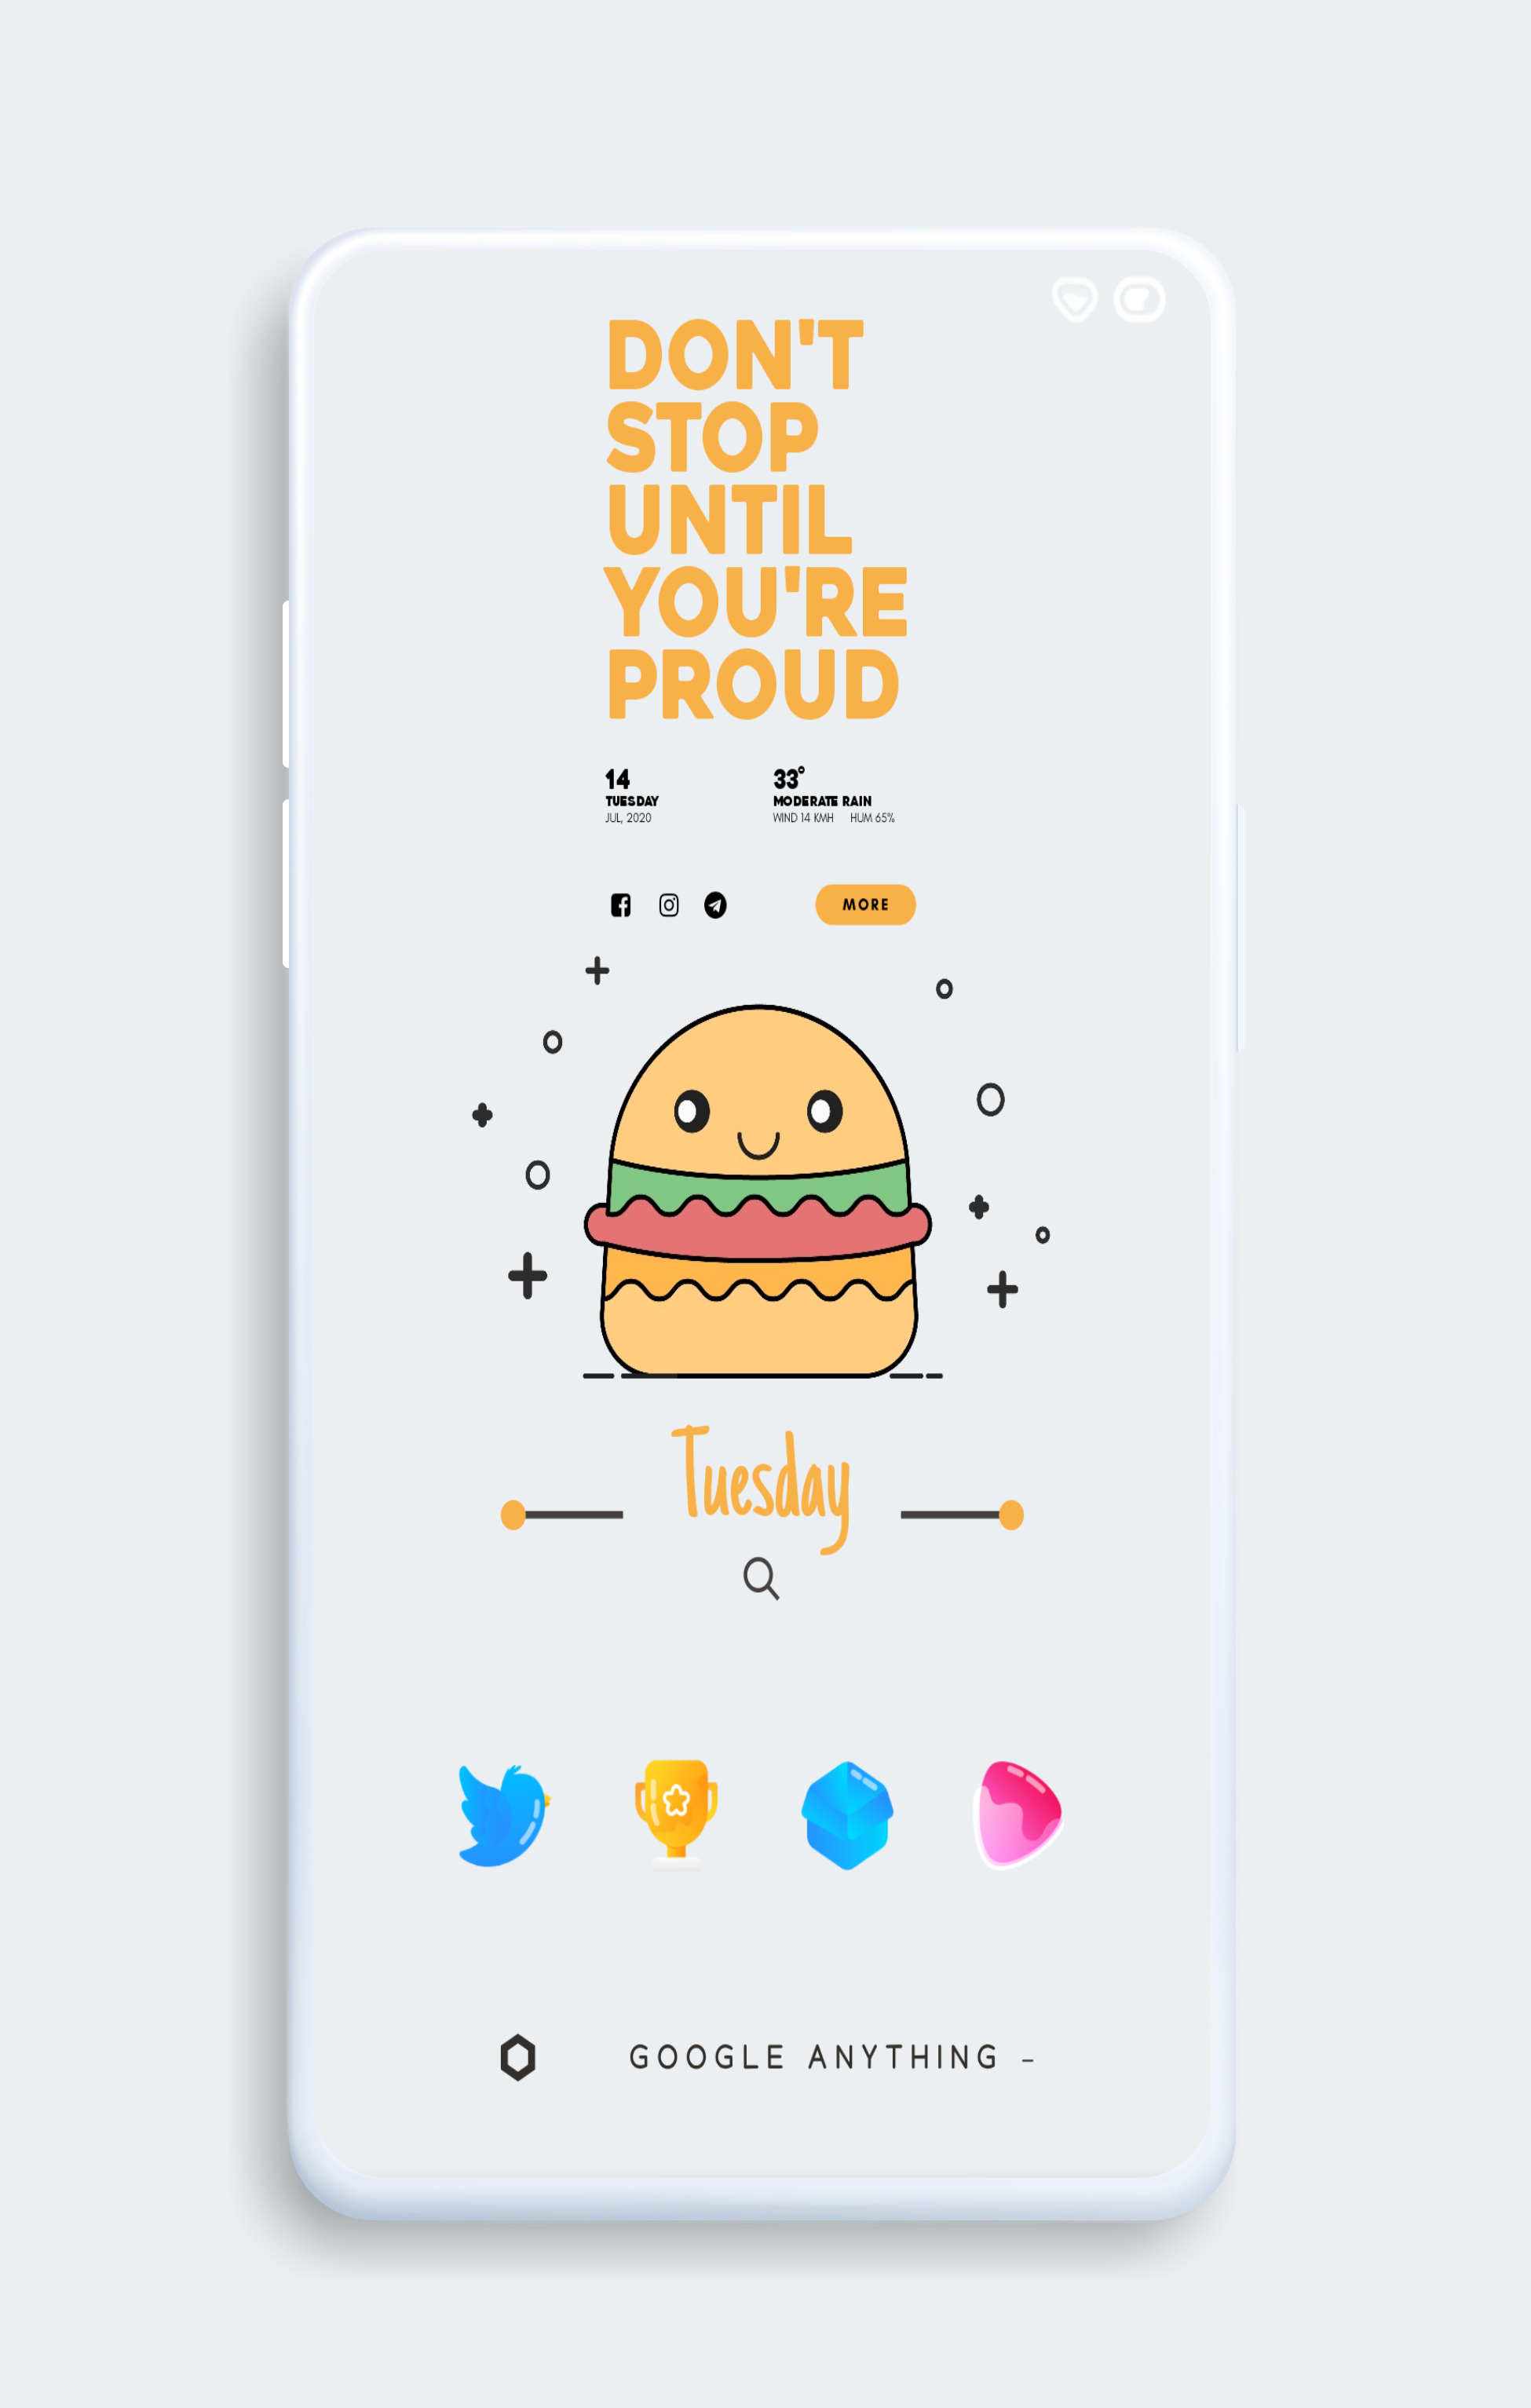 DON'T
STOP
UNTIL
YOU'RE
PROUD
14
TUESDAY
JUL, 2020
33°
MODERATE RAIN
WIND 14 KMH HUM 65%
MORE
Tuesday
GOOGLE ANYTHING –